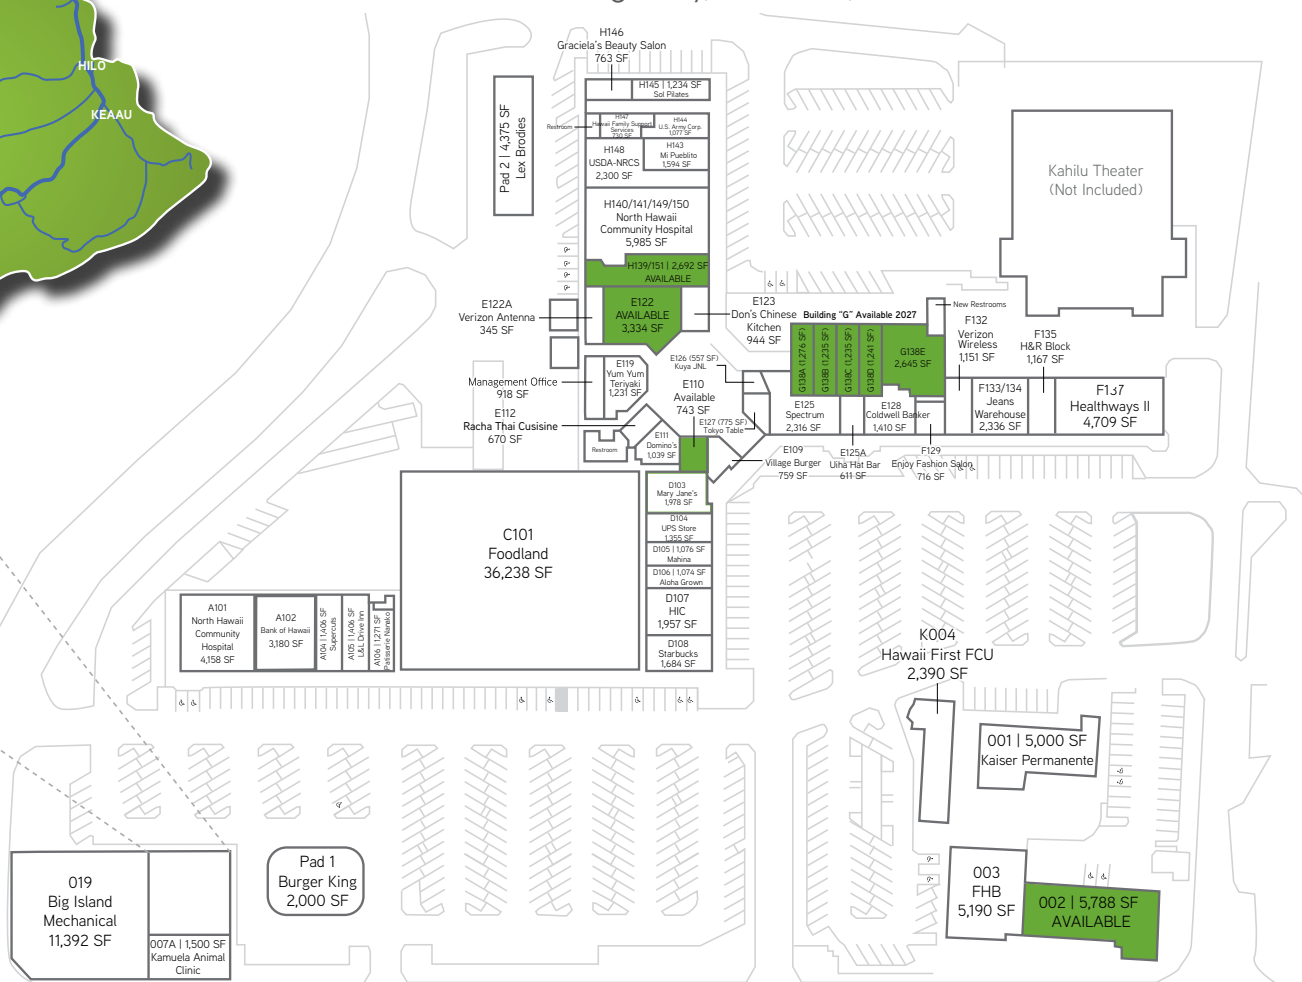 HILO
KEAAU
H146
Graciela's Beauty Salon
763 SF
H145 | 1,234 SF
Sol Pilates
Pad 2 | 4,375 SF
Lex Brodies
Restroom
H147
Hawaii Family Support
Services
730 SF
H144
U.S. Army Corp.
1,077 SF
H148
USDA-NRCS
2,300 SF
H143
Mi Pueblito
1,594 SF
H140/141/149/150
North Hawaii
Community Hospital
5,985 SF
H139/151 | 2,692 SF
AVAILABLE
Kahilu Theater
(Not Included)
E122A
Verizon Antenna
345 SF
E122
AVAILABLE
3,334 SF
E123
Don's Chinese
Kitchen
944 SF
Building "G" Available 2027
New Restrooms
G138A (1,276 SF)
G138B (1,235 SF)
G138C (1,235 SF)
G138D (1,241 SF)
G138E
2,645 SF
F132
Verizon
Wireless
1,151 SF
F135
H&R Block
1,167 SF
Management Office
918 SF
E119
Yum Yum
Teriyaki
1,231 SF
E126 (557 SF)
Kuya JNL
E110
Available
743 SF
E112
Racha Thai Cusisine
670 SF
Restroom
E111
Domino's
1,039 SF
E127 (775 SF)
Tokyo Table
E125
Spectrum
2,316 SF
E128
Coldwell Banker
1,410 SF
F133/134
Jeans
Warehouse
2,336 SF
F137
Healthways II
4,709 SF
E109
Village Burger
759 SF
E125A
Uiha Hat Bar
611 SF
F129
Enjoy Fashion Salon
716 SF
C101
Foodland
36,238 SF
D103
Mary Jane's
1,978 SF
D104
UPS Store
1,355 SF
D105 | 1,076 SF
Mahina
D106 | 1,074 SF
Aloha Grown
D107
HIC
1,957 SF
D108
Starbucks
1,684 SF
A101
North Hawaii
Community
Hospital
4,158 SF
A102
Bank of Hawaii
3,180 SF
A104 | 1,406 SF
Supercuts
A105 | 1,406 SF
L&L Drive Inn
A106 | 1,271 SF
Patisserie Nanako
K004
Hawaii First FCU
2,390 SF
001 | 5,000 SF
Kaiser Permanente
003
FHB
5,190 SF
002 | 5,788 SF
AVAILABLE
019
Big Island
Mechanical
11,392 SF
007A | 1,500 SF
Kamuela Animal
Clinic
Pad 1
Burger King
2,000 SF